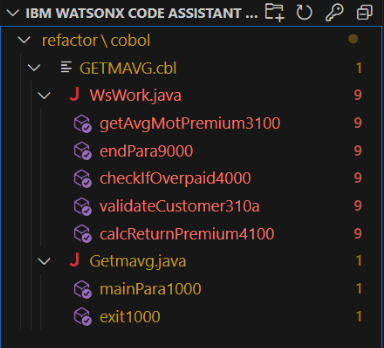 IBM WATSONX CODE ASSISTANT ...
refactor \ cobol
GETMAVG.cbl 1
J WsWork.java 9
getAvgMotPremium3100 9
endPara9000 9
checkIfOverpaid4000 9
validateCustomer310a 9
calcReturnPremium4100 9
J Getmavg.java 1
mainPara1000 1
exit1000 1